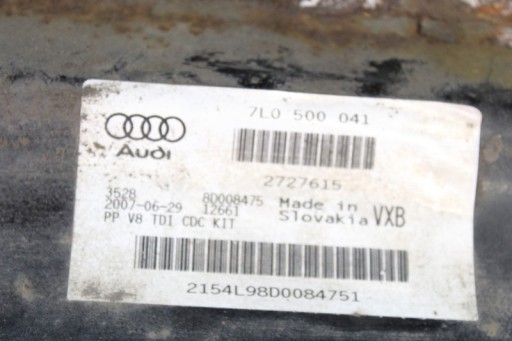 7L0 500 041
Audi
2727615
3528 8D008475 Made in
2007-06-29 12661 Slovakia VXB
PP V8 TDI CDC KIT
2154L98D0084751